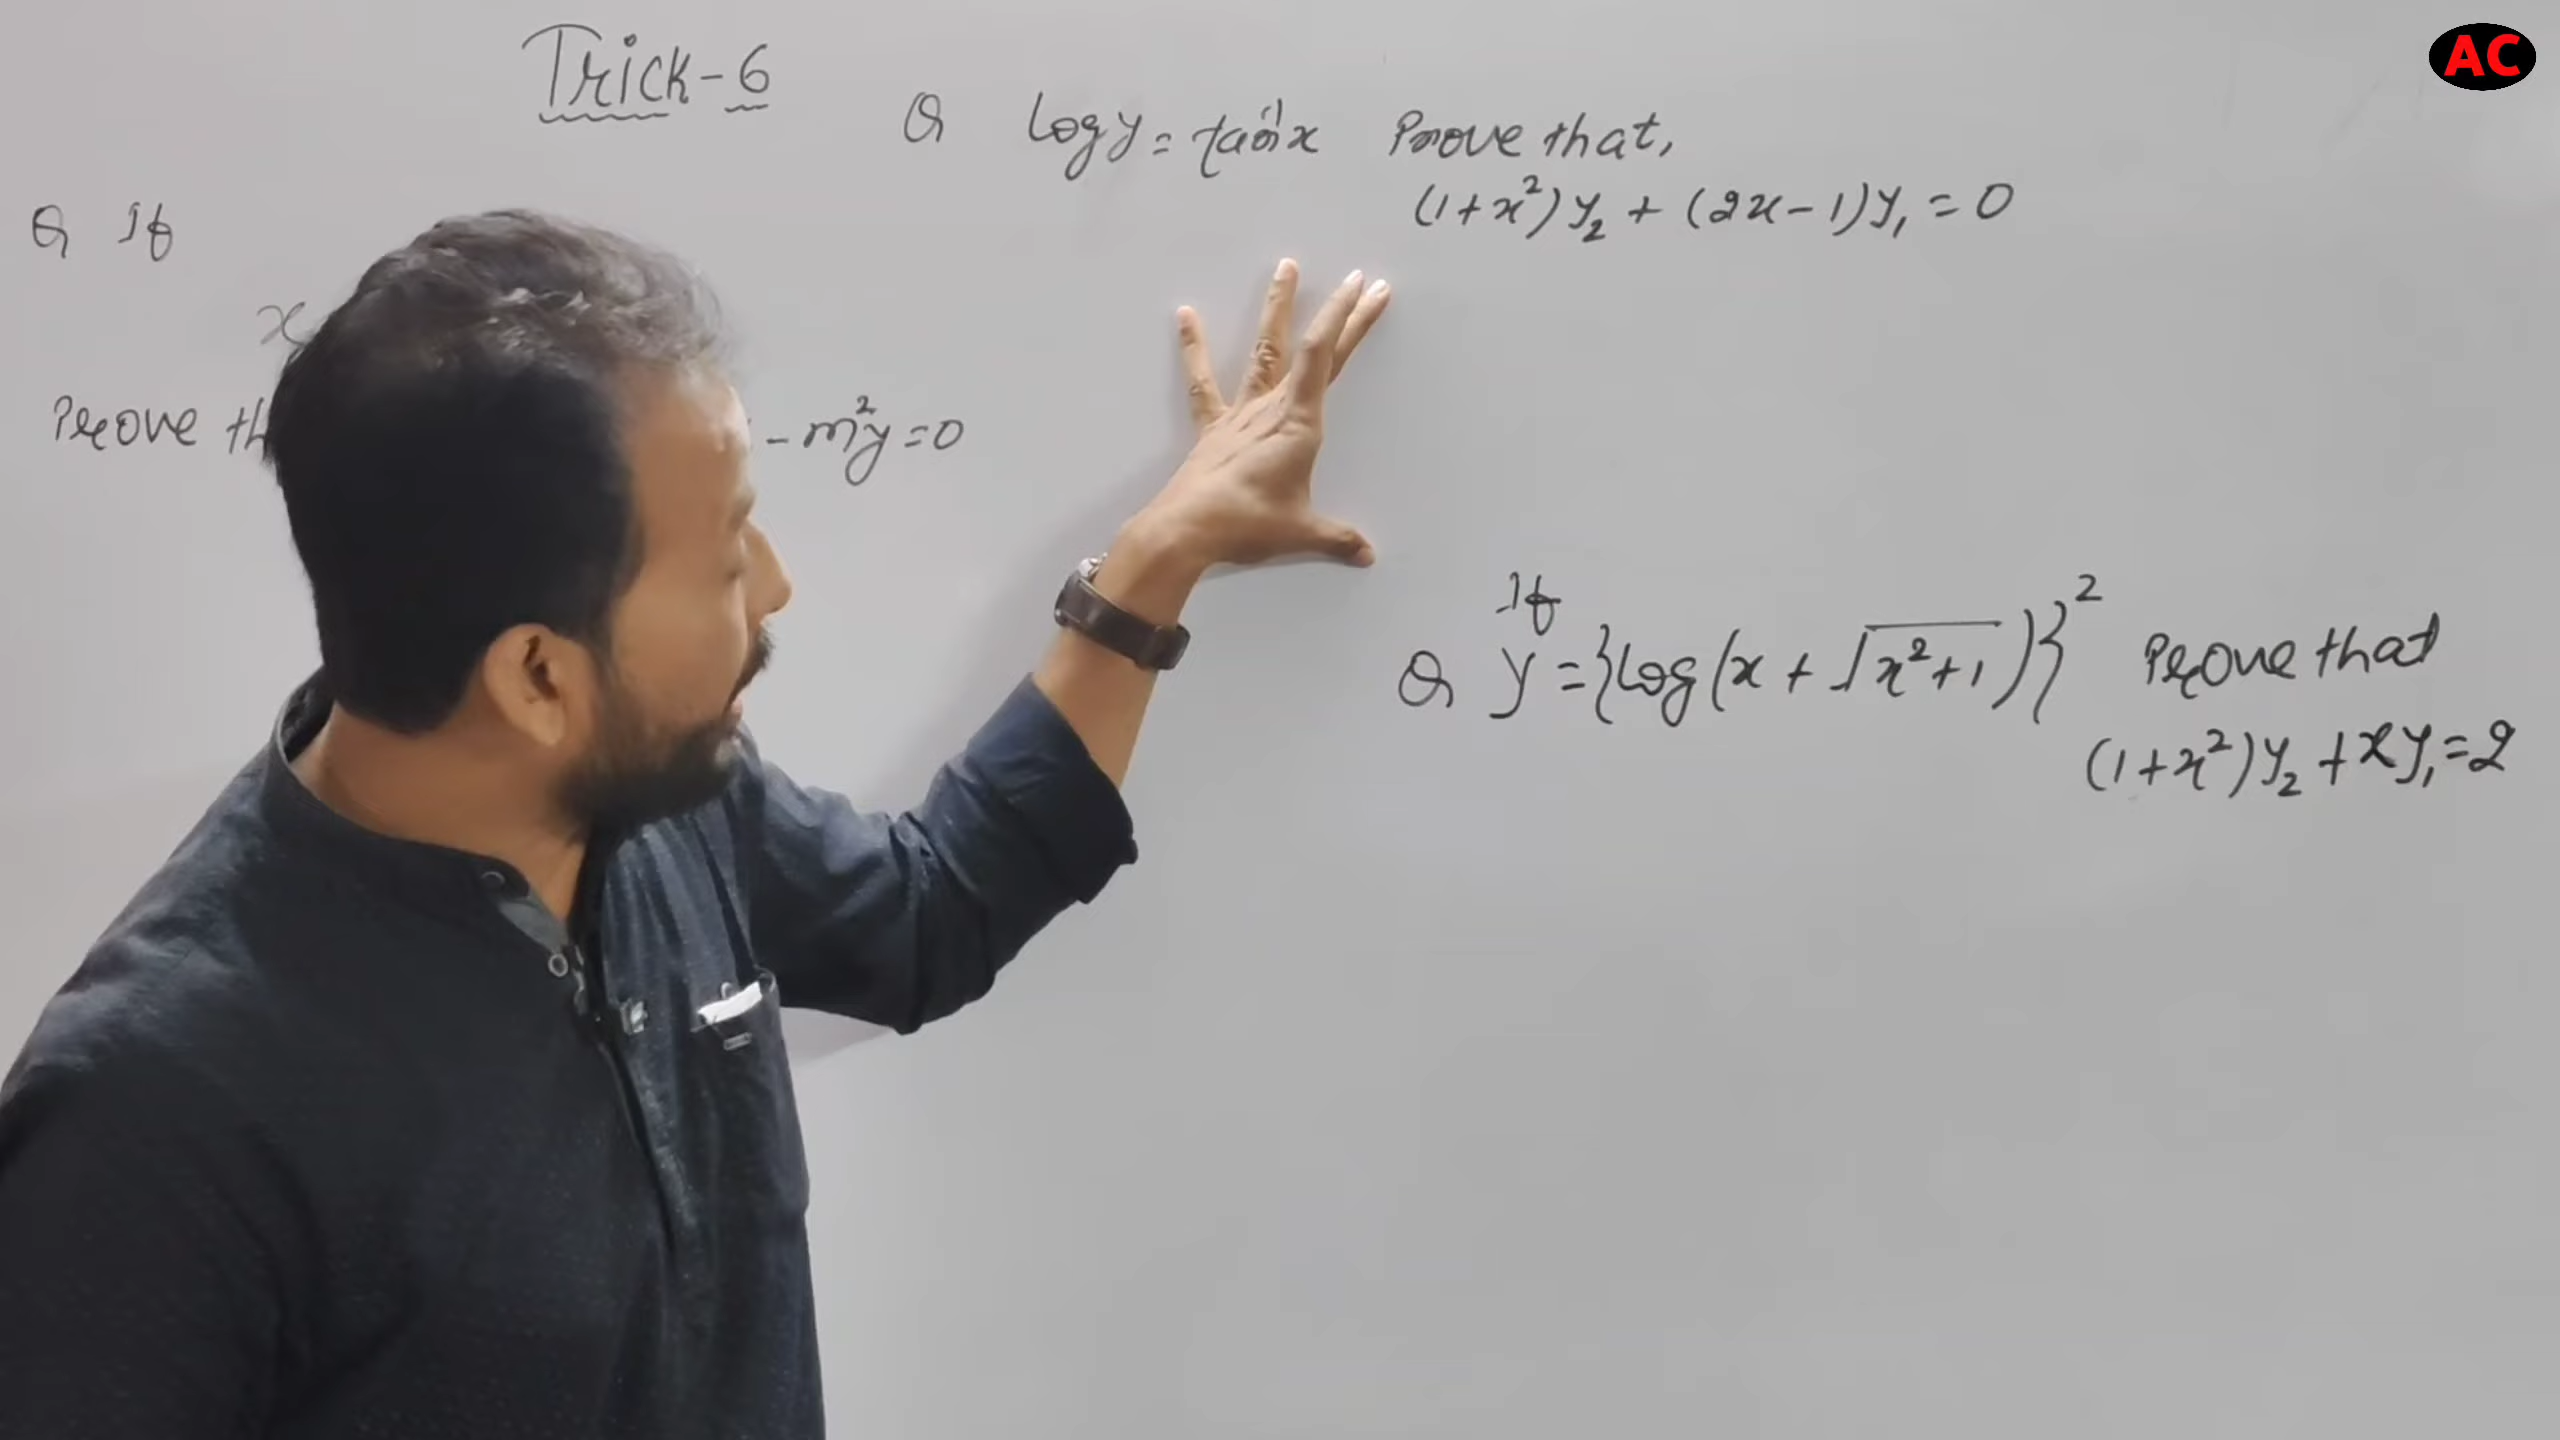 AC
Trick-6
Q log y = tan⁻¹x Prove that,
(1+x²)y₂ + (2x-1)y₁ = 0
Q If
x
Prove th
- m²y = 0
If
Q y = {log(x + √x²+1)}² Prove that
(1+x²)y₂ + xy₁ = 2